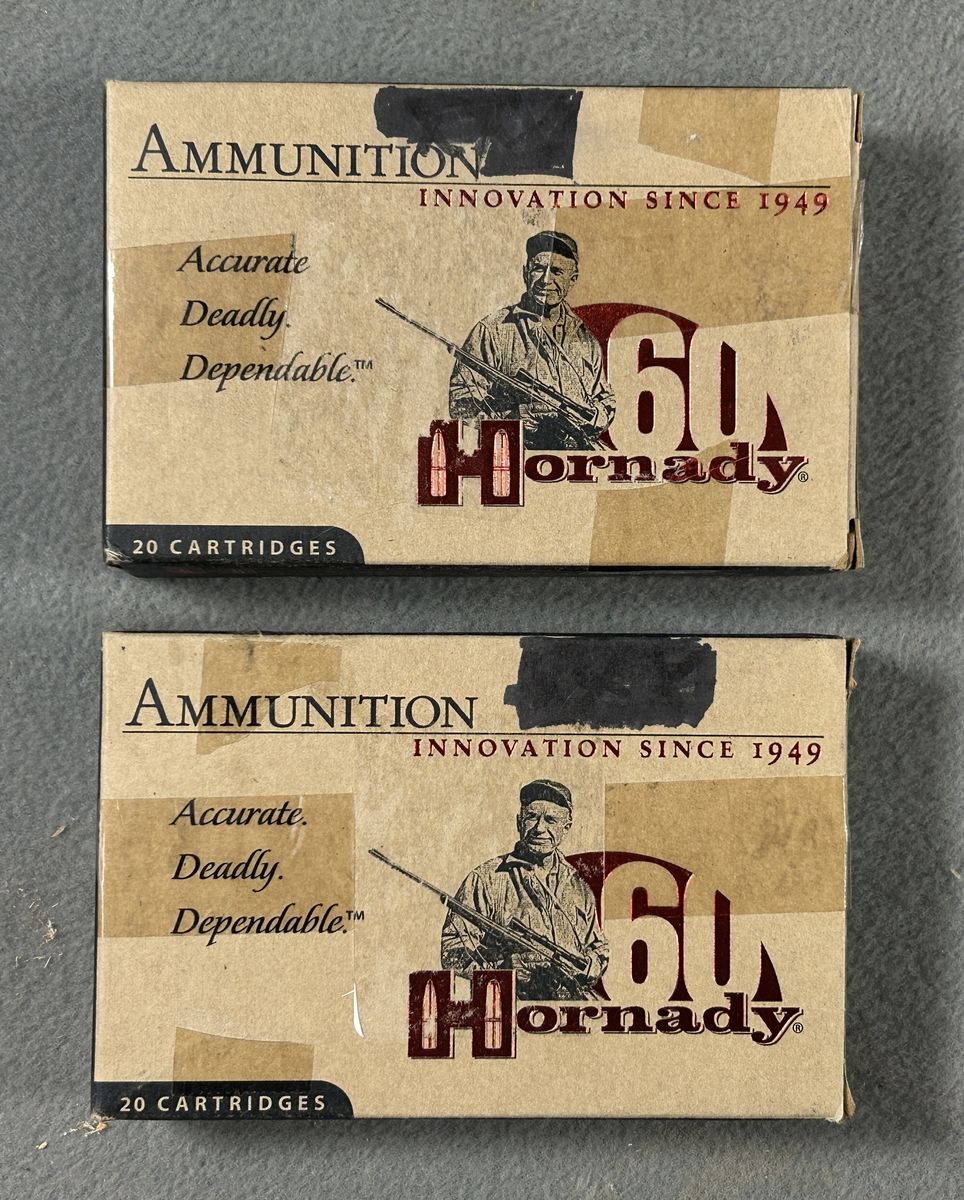 AMMUNITION
INNOVATION SINCE 1949
Accurate
Deadly.
Dependable.™
60
Hornady®
20 CARTRIDGES
AMMUNITION
INNOVATION SINCE 1949
Accurate.
Deadly.
Dependable.™
60
Hornady®
20 CARTRIDGES